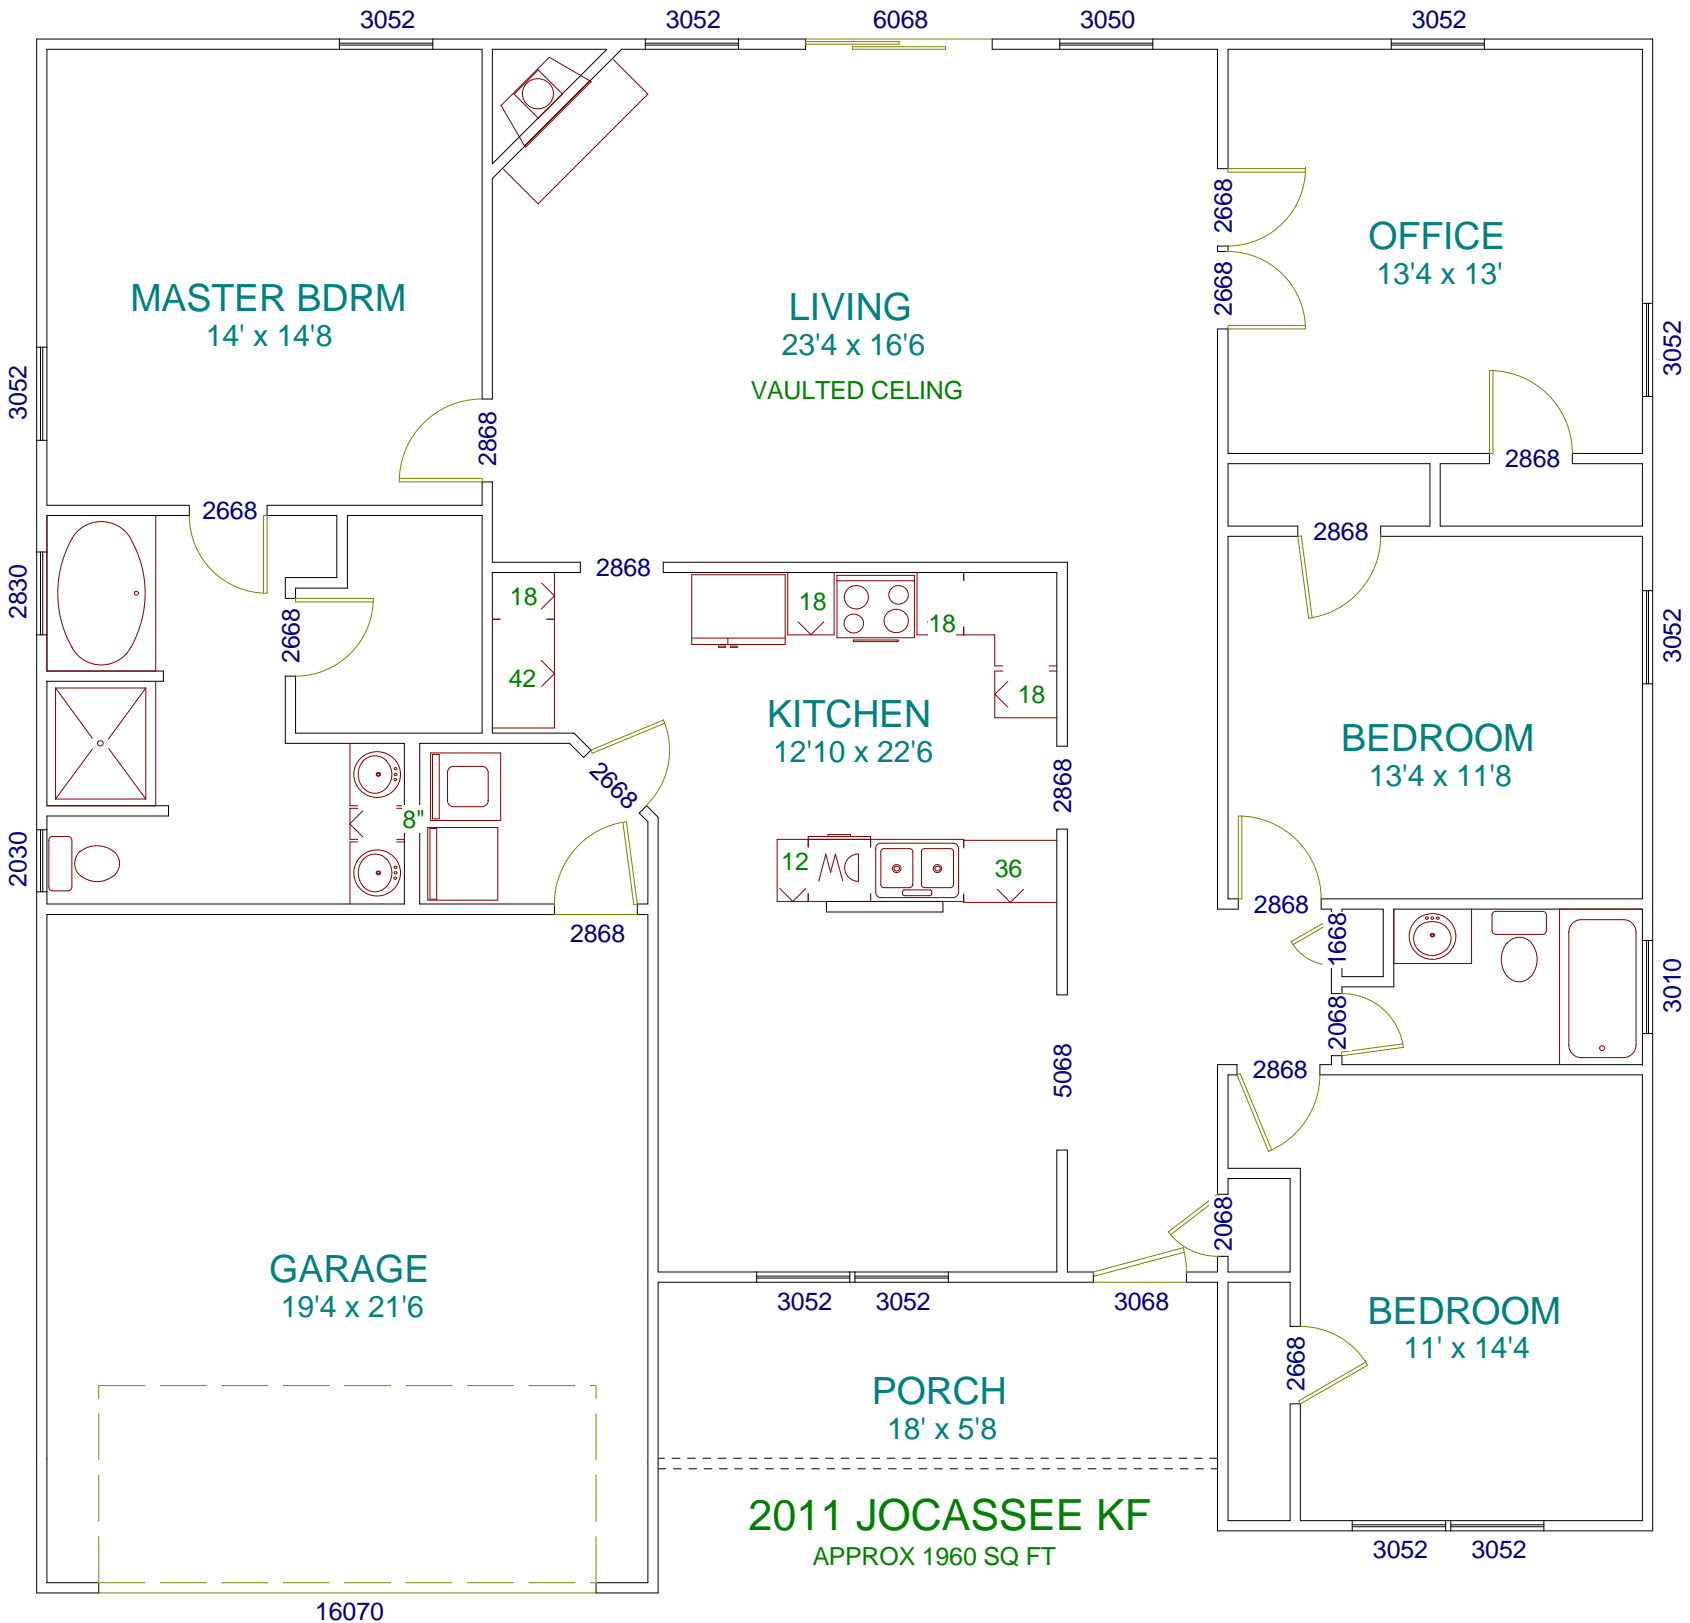 3052
3052
6068
3050
3052
MASTER BDRM
14' x 14'8
LIVING
23'4 x 16'6
VAULTED CELING
OFFICE
13'4 x 13'
2668
2668
3052
3052
2868
2868
2668
2868
2868
2830
2668
18
42
18
18
18
KITCHEN
12'10 x 22'6
2668
2868
3052
BEDROOM
13'4 x 11'8
2030
8"
12
DW
36
2868
2868
1668
2068
3010
5068
2868
2068
GARAGE
19'4 x 21'6
3052
3052
3068
BEDROOM
11' x 14'4
2668
PORCH
18' x 5'8
2011 JOCASSEE KF
APPROX 1960 SQ FT
3052
3052
16070